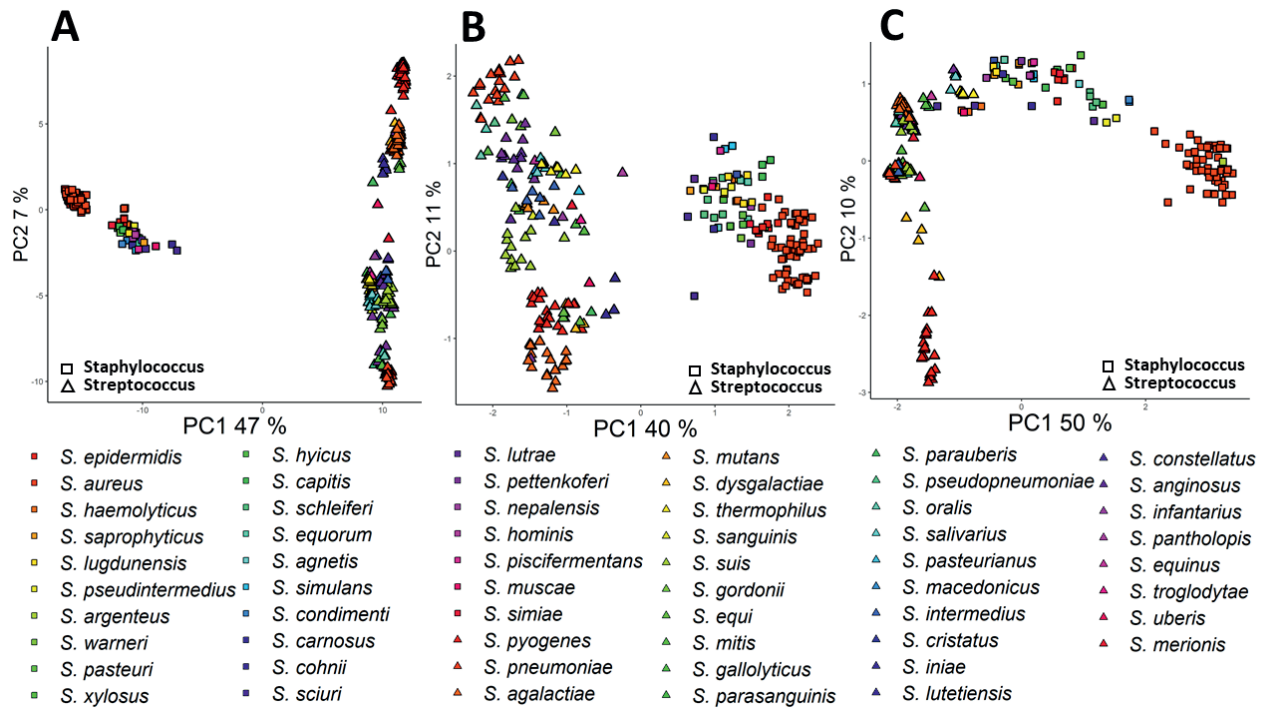 A
B
C
PC2 7 %
5
0
-5
-10
Staphylococcus
Streptococcus
-10
0
10
PC1 47 %
PC2 11 %
2
1
0
-1
Staphylococcus
Streptococcus
-2
-1
0
1
2
PC1 40 %
PC2 10 %
1
0
-1
-2
-3
Staphylococcus
Streptococcus
-2
0
2
PC1 50 %
S. epidermidis
S. aureus
S. haemolyticus
S. saprophyticus
S. lugdunensis
S. pseudintermedius
S. argenteus
S. warneri
S. pasteuri
S. xylosus
S. hyicus
S. capitis
S. schleiferi
S. equorum
S. agnetis
S. simulans
S. condimenti
S. carnosus
S. cohnii
S. sciuri
S. lutrae
S. pettenkoferi
S. nepalensis
S. hominis
S. piscifermentans
S. muscae
S. simiae
S. pyogenes
S. pneumoniae
S. agalactiae
S. mutans
S. dysgalactiae
S. thermophilus
S. sanguinis
S. suis
S. gordonii
S. equi
S. mitis
S. gallolyticus
S. parasanguinis
S. parauberis
S. pseudopneumoniae
S. oralis
S. salivarius
S. pasteurianus
S. macedonicus
S. intermedius
S. cristatus
S. iniae
S. lutetiensis
S. constellatus
S. anginosus
S. infantarius
S. pantholopis
S. equinus
S. troglodytae
S. uberis
S. merionis